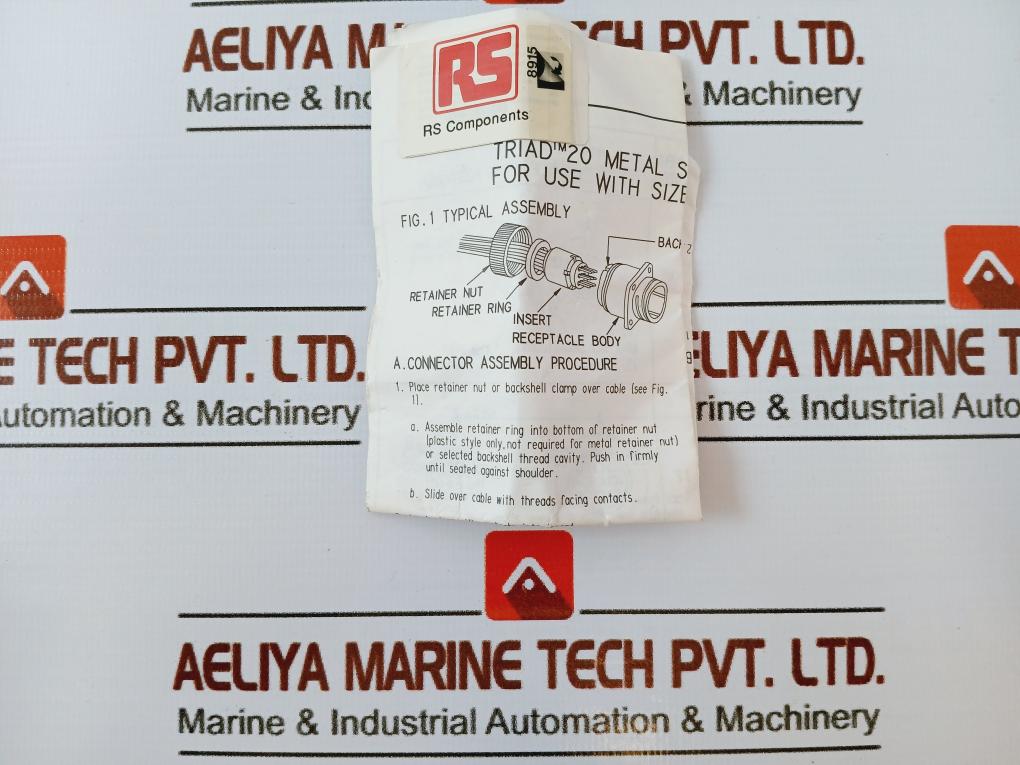 AELIYA M TECH PVT. LTD.
Marine & Ind & Machinery
RS
8915
RS Components
TRIAD™20 METAL S
FOR USE WITH SIZE
FIG.1 TYPICAL ASSEMBLY
BACK
RETAINER NUT
RETAINER RING
INSERT
RECEPTACLE BODY
A.CONNECTOR ASSEMBLY PROCEDURE
1. Place retainer nut or backshell clamp over cable (see Fig.
1).
a. Assemble retainer ring into bottom of retainer nut
(plastic style only,not required for metal retainer nut)
or selected backshell thread cavity. Push in firmly
until seated against shoulder.
b. Slide over cable with threads facing contacts.
E TECH PVT. LTD.
utomation & Machinery
ELIYA MARINE T
rine & Industrial Auto
AELIYA MARINE TECH PVT. LTD.
Marine & Industrial Automation & Machinery